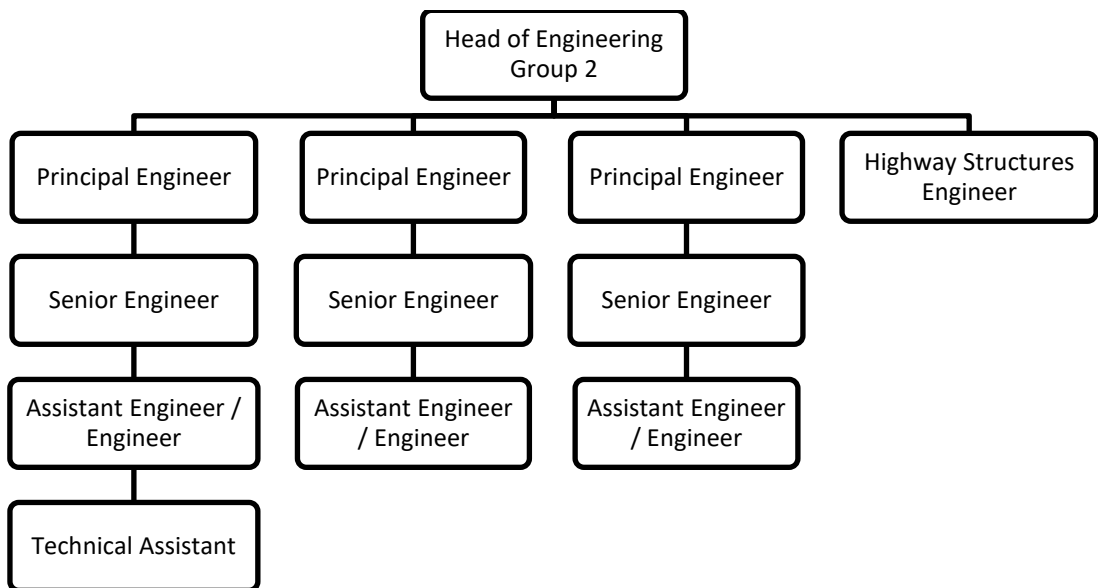 Head of Engineering
Group 2
Principal Engineer
Principal Engineer
Principal Engineer
Highway Structures
Engineer
Senior Engineer
Senior Engineer
Senior Engineer
Assistant Engineer /
Engineer
Assistant Engineer
/ Engineer
Assistant Engineer
/ Engineer
Technical Assistant